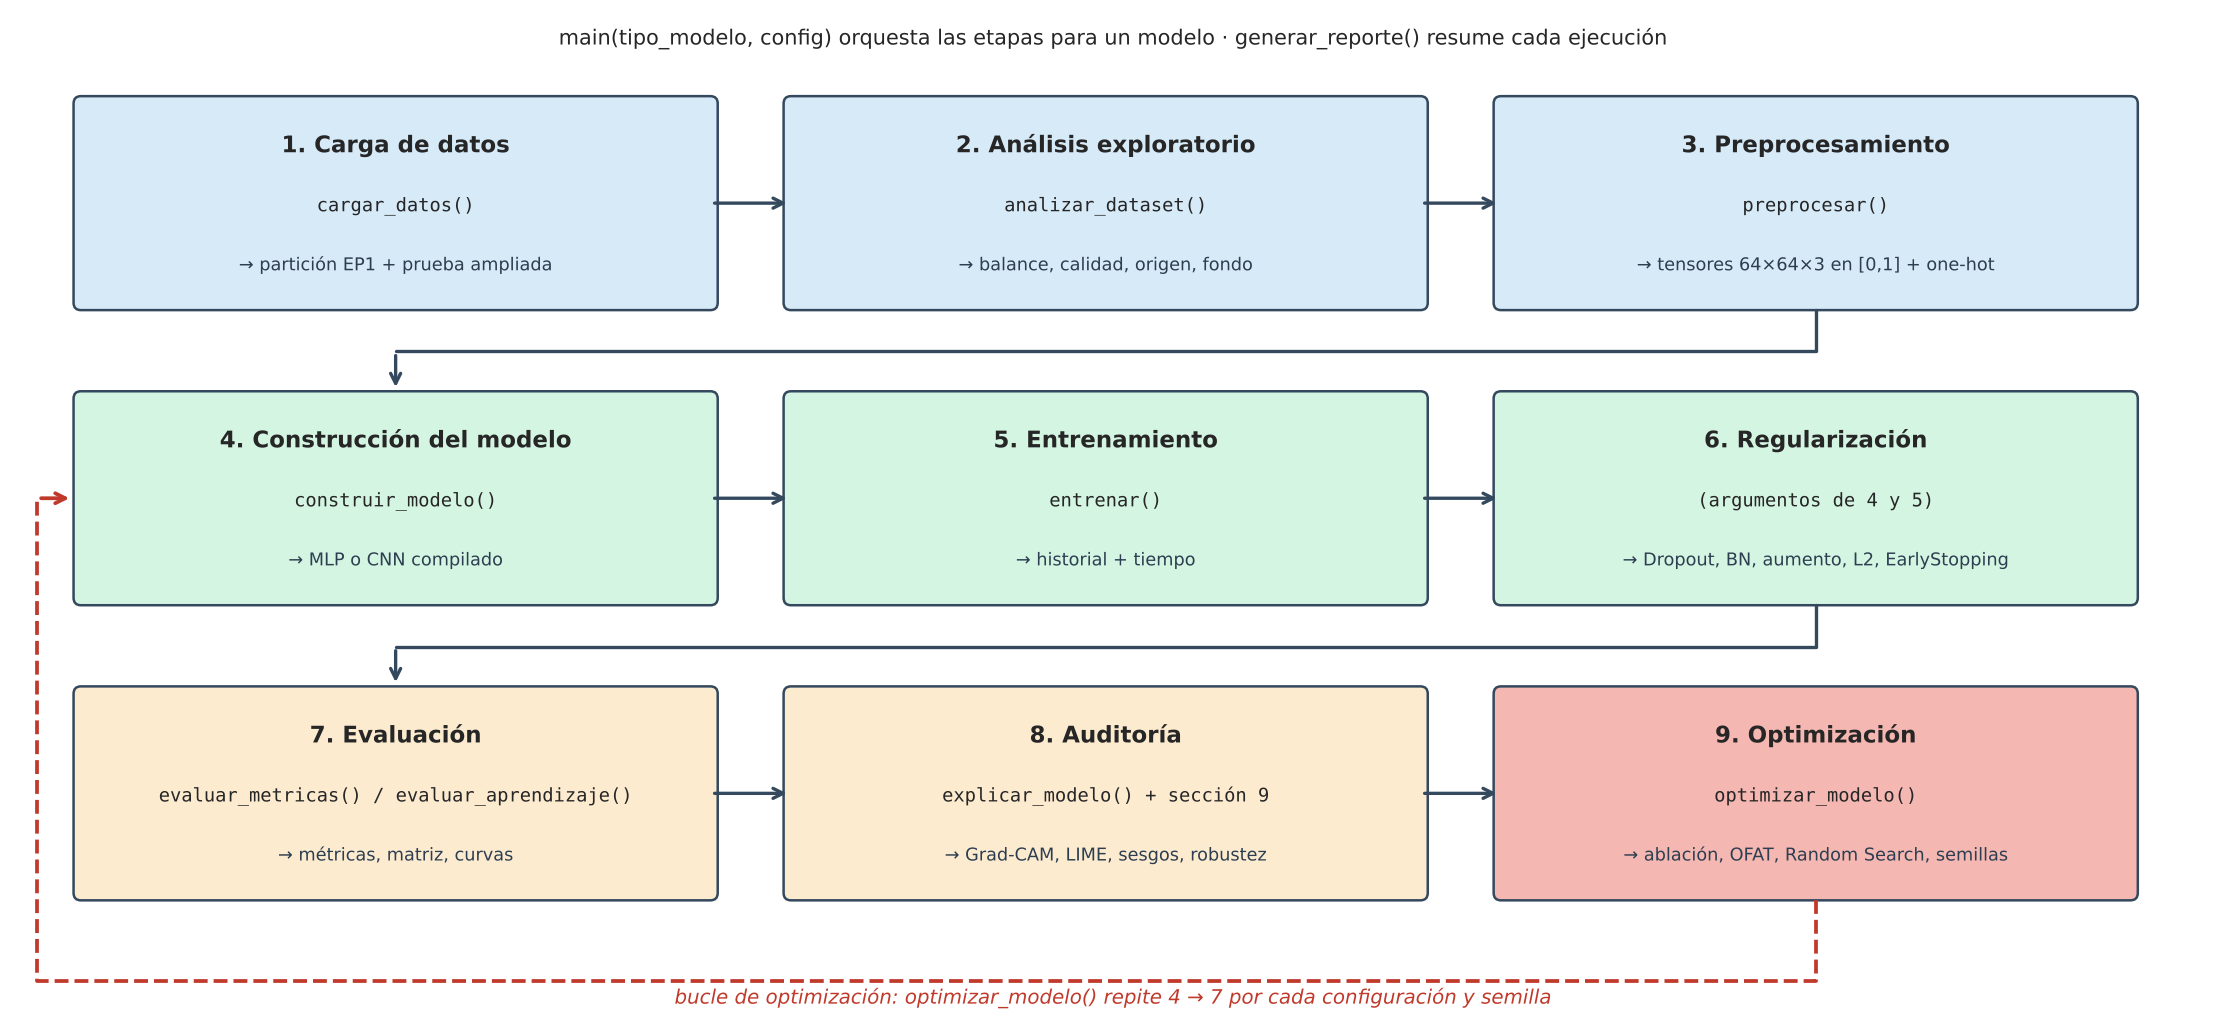 main(tipo_modelo, config) orquesta las etapas para un modelo · generar_reporte() resume cada ejecución
1. Carga de datos
cargar_datos()
→ partición EP1 + prueba ampliada
2. Análisis exploratorio
analizar_dataset()
→ balance, calidad, origen, fondo
3. Preprocesamiento
preprocesar()
→ tensores 64×64×3 en [0,1] + one-hot
4. Construcción del modelo
construir_modelo()
→ MLP o CNN compilado
5. Entrenamiento
entrenar()
→ historial + tiempo
6. Regularización
(argumentos de 4 y 5)
→ Dropout, BN, aumento, L2, EarlyStopping
7. Evaluación
evaluar_metricas() / evaluar_aprendizaje()
→ métricas, matriz, curvas
8. Auditoría
explicar_modelo() + sección 9
→ Grad-CAM, LIME, sesgos, robustez
9. Optimización
optimizar_modelo()
→ ablación, OFAT, Random Search, semillas
bucle de optimización: optimizar_modelo() repite 4 → 7 por cada configuración y semilla